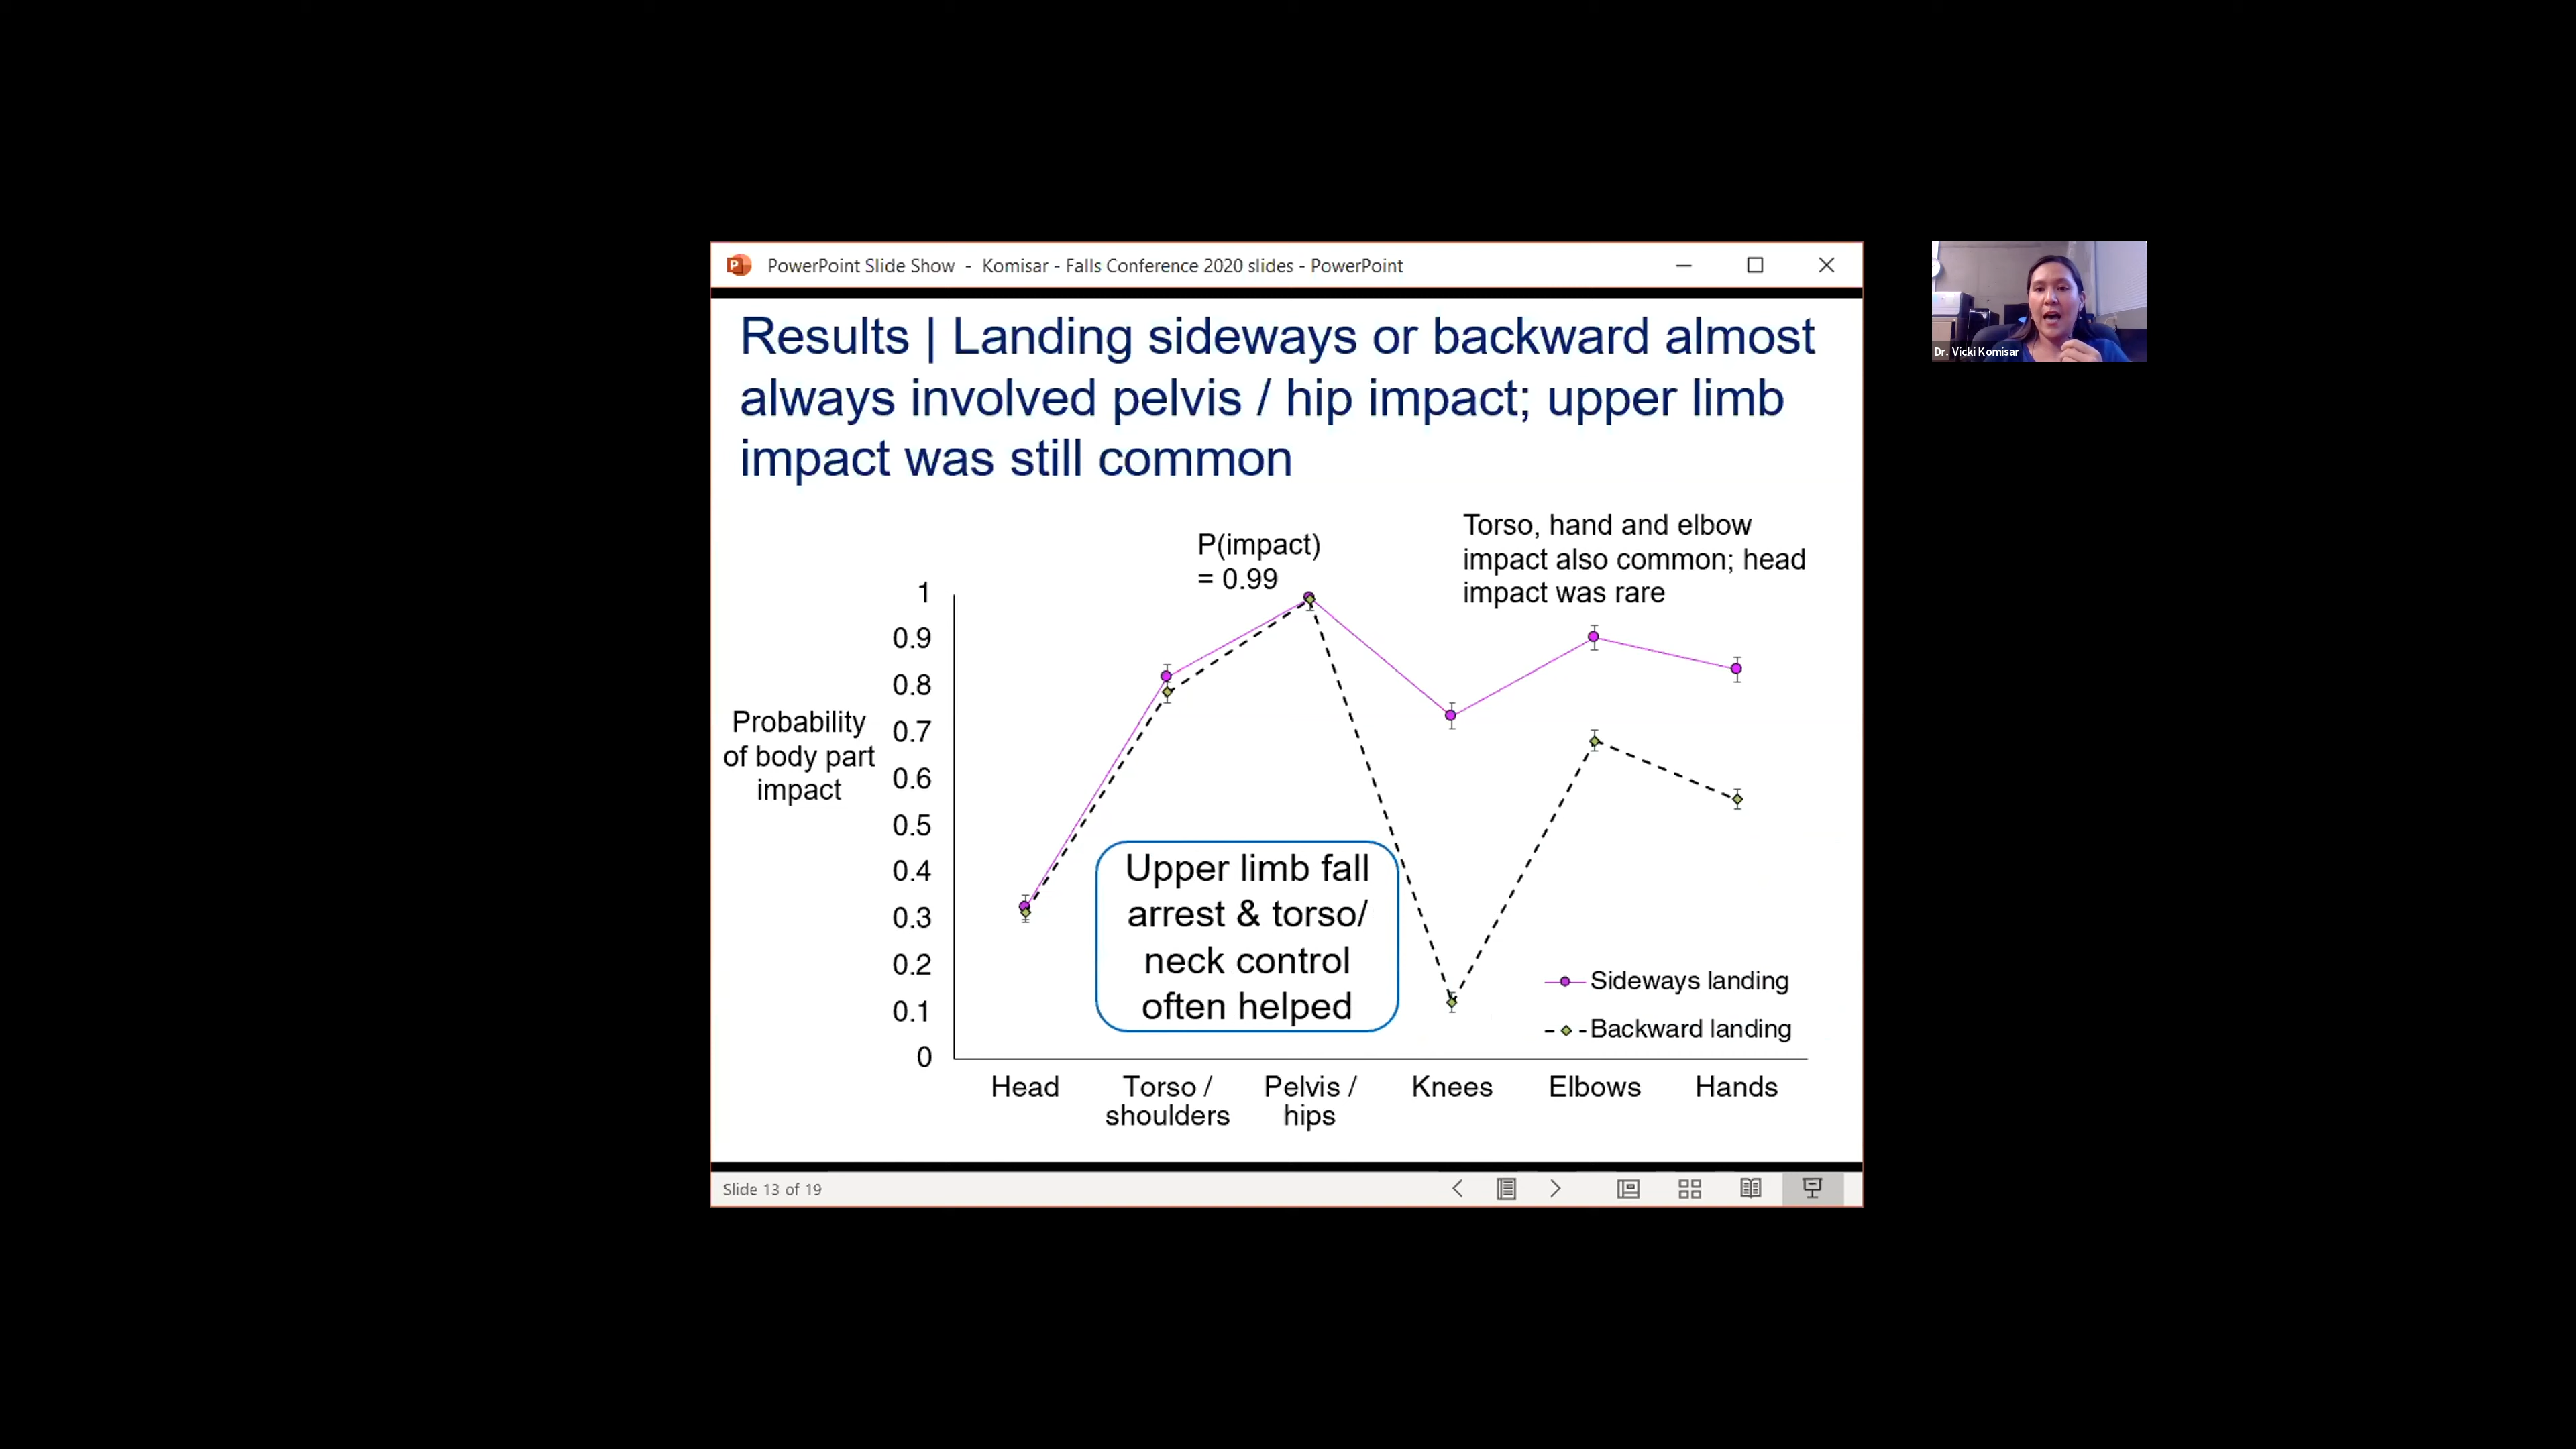 PowerPoint Slide Show - Komisar - Falls Conference 2020 slides - PowerPoint
Results | Landing sideways or backward almost
always involved pelvis / hip impact; upper limb
impact was still common
P(impact)
= 0.99
Torso, hand and elbow
impact also common; head
impact was rare
Probability
of body part
impact
1
0.9
0.8
0.7
0.6
0.5
0.4
0.3
0.2
0.1
0
Upper limb fall
arrest & torso/
neck control
often helped
Sideways landing
Backward landing
Head
Torso /
shoulders
Pelvis /
hips
Knees
Elbows
Hands
Slide 13 of 19
Dr. Vicki Komisar